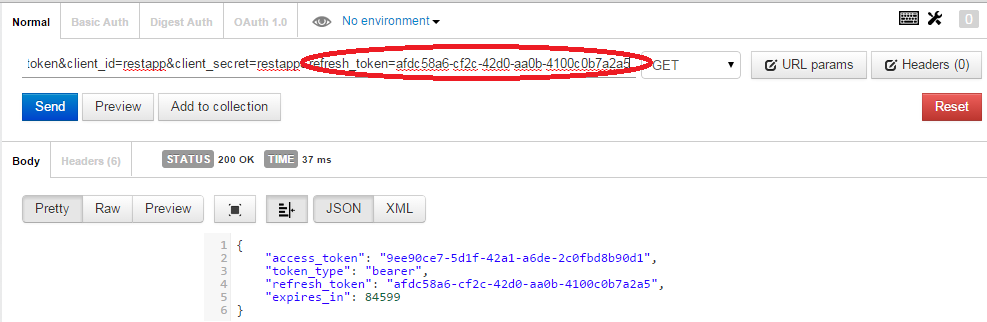 Normal Basic Auth Digest Auth OAuth 1.0 No environment 0
token&client_id=restapp&client_secret=restapp&refresh_token=afdc58a6-cf2c-42d0-aa0b-4100c0b7a2a5 GET URL params Headers (0)
Send Preview Add to collection Reset
Body Headers (6) STATUS 200 OK TIME 37 ms
Pretty Raw Preview JSON XML
1 {
2 "access_token": "9ee90ce7-5d1f-42a1-a6de-2c0fbd8b90d1",
3 "token_type": "bearer",
4 "refresh_token": "afdc58a6-cf2c-42d0-aa0b-4100c0b7a2a5",
5 "expires_in": 84599
6 }